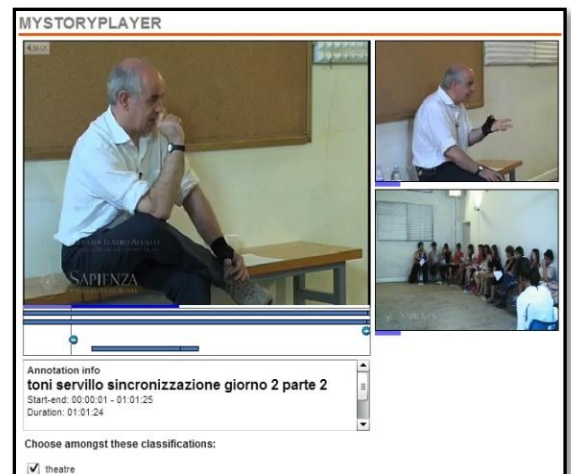 MYSTORYPLAYER
SAPIENZA
SAPIENZA
Annotation info
toni servillo sincronizzazione giorno 2 parte 2
Start-end: 00:00:01 - 01:01:25
Duration: 01:01:24
Choose amongst these classifications:
theatre